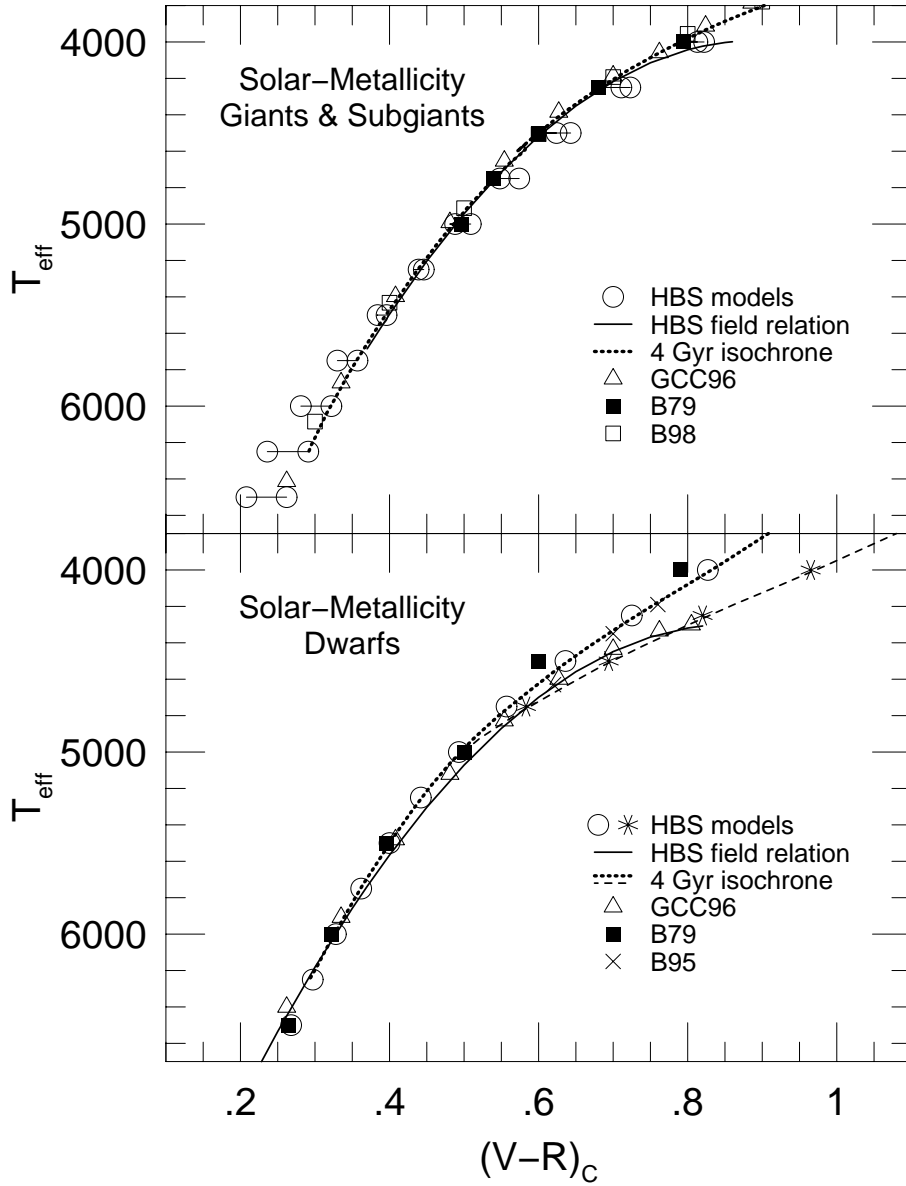 4000
5000
6000
T_eff
Solar−Metallicity
Giants & Subgiants
HBS models
HBS field relation
4 Gyr isochrone
GCC96
B79
B98
4000
5000
6000
T_eff
Solar−Metallicity
Dwarfs
HBS models
HBS field relation
4 Gyr isochrone
GCC96
B79
B95
.2 .4 .6 .8 1
(V−R)_C